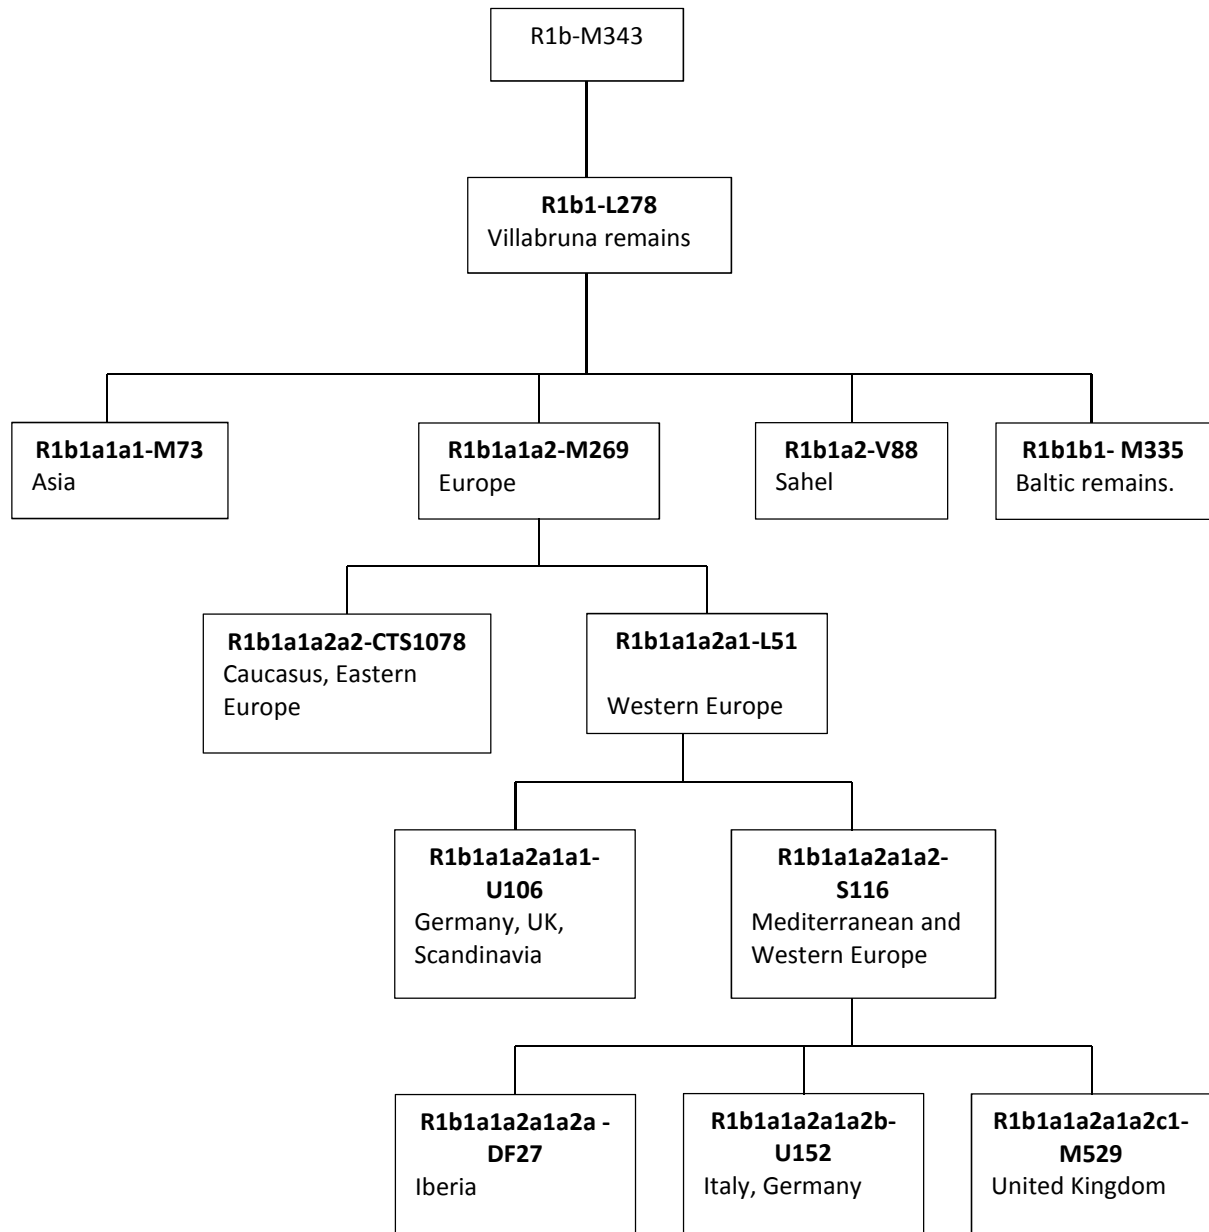 R1b-M343
R1b1-L278
Villabruna remains
R1b1a1a1-M73
Asia
R1b1a1a2-M269
Europe
R1b1a2-V88
Sahel
R1b1b1- M335
Baltic remains.
R1b1a1a2a2-CTS1078
Caucasus, Eastern
Europe
R1b1a1a2a1-L51
Western Europe
R1b1a1a2a1a1-
U106
Germany, UK,
Scandinavia
R1b1a1a2a1a2-
S116
Mediterranean and
Western Europe
R1b1a1a2a1a2a -
DF27
Iberia
R1b1a1a2a1a2b-
U152
Italy, Germany
R1b1a1a2a1a2c1-
M529
United Kingdom